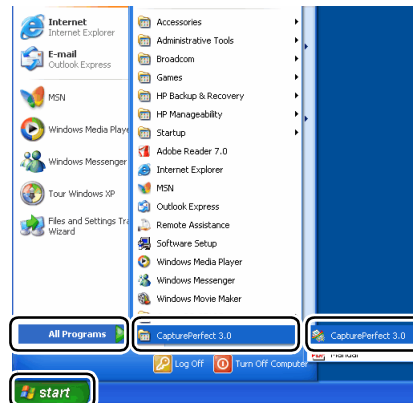 Internet
Internet Explorer
E-mail
Outlook Express
MSN
Windows Media Playe
Windows Messenger
Tour Windows XP
Files and Settings Tra
Wizard
All Programs
Accessories
Administrative Tools
Broadcom
Games
HP Backup & Recovery
HP Manageability
Startup
Adobe Reader 7.0
Internet Explorer
MSN
Outlook Express
Remote Assistance
Software Setup
Windows Media Player
Windows Messenger
Windows Movie Maker
CapturePerfect 3.0
CapturePerfect 3.0
Manual
Log Off
Turn Off Computer
start